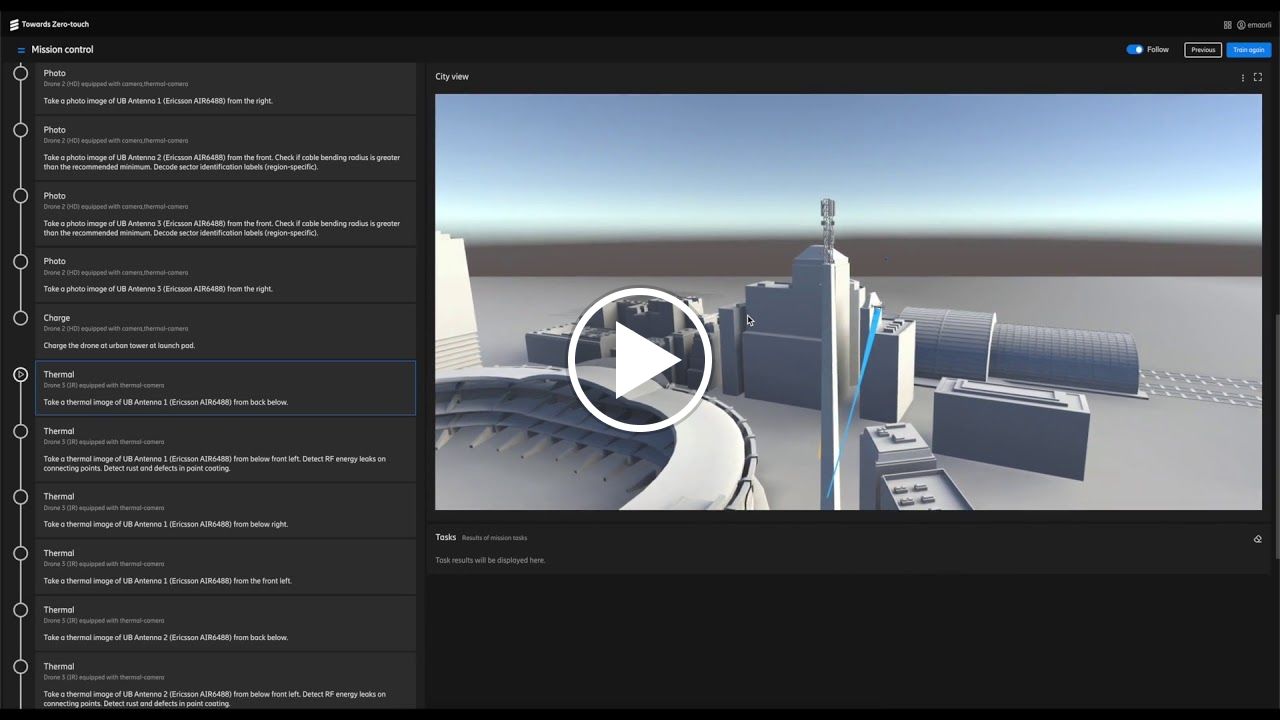 Towards Zero-touch
emaorli
Mission control
Follow
Previous
Train again
Photo
Drone 2 (HD) equipped with camera,thermal-camera
Take a photo image of UB Antenna 1 (Ericsson AIR6488) from the right.
Photo
Drone 2 (HD) equipped with camera,thermal-camera
Take a photo image of UB Antenna 2 (Ericsson AIR6488) from the front. Check if cable bending radius is greater
than the recommended minimum. Decode sector identification labels (region-specific).
Photo
Drone 2 (HD) equipped with camera,thermal-camera
Take a photo image of UB Antenna 3 (Ericsson AIR6488) from the front. Check if cable bending radius is greater
than the recommended minimum. Decode sector identification labels (region-specific).
Photo
Drone 2 (HD) equipped with camera,thermal-camera
Take a photo image of UB Antenna 3 (Ericsson AIR6488) from the right.
Charge
Drone 2 (HD) equipped with camera,thermal-camera
Charge the drone at urban tower at launch pad.
Thermal
Drone 3 (IR) equipped with thermal-camera
Take a thermal image of UB Antenna 1 (Ericsson AIR6488) from back below.
Thermal
Drone 3 (IR) equipped with thermal-camera
Take a thermal image of UB Antenna 1 (Ericsson AIR6488) from below front left. Detect RF energy leaks on
connecting points. Detect rust and defects in paint coating.
Thermal
Drone 3 (IR) equipped with thermal-camera
Take a thermal image of UB Antenna 1 (Ericsson AIR6488) from below right.
Thermal
Drone 3 (IR) equipped with thermal-camera
Take a thermal image of UB Antenna 1 (Ericsson AIR6488) from the front left.
Thermal
Drone 3 (IR) equipped with thermal-camera
Take a thermal image of UB Antenna 2 (Ericsson AIR6488) from back below.
Thermal
Drone 3 (IR) equipped with thermal-camera
Take a thermal image of UB Antenna 2 (Ericsson AIR6488) from below front left. Detect RF energy leaks on
connecting points. Detect rust and defects in paint coating.
City view
Tasks Results of mission tasks
Task results will be displayed here.